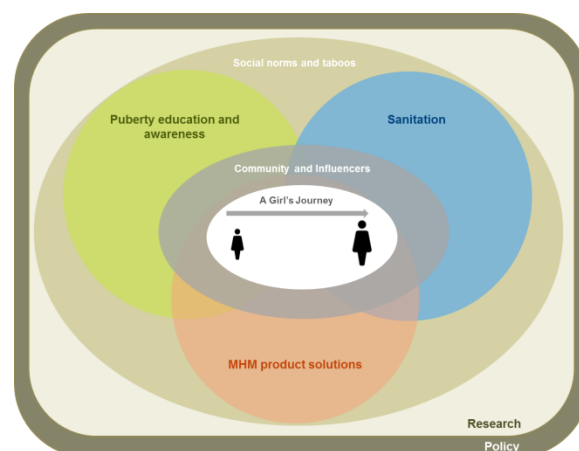 Social norms and taboos
Puberty education and
awareness
Sanitation
Community and Influencers
A Girl's Journey
MHM product solutions
Research
Policy